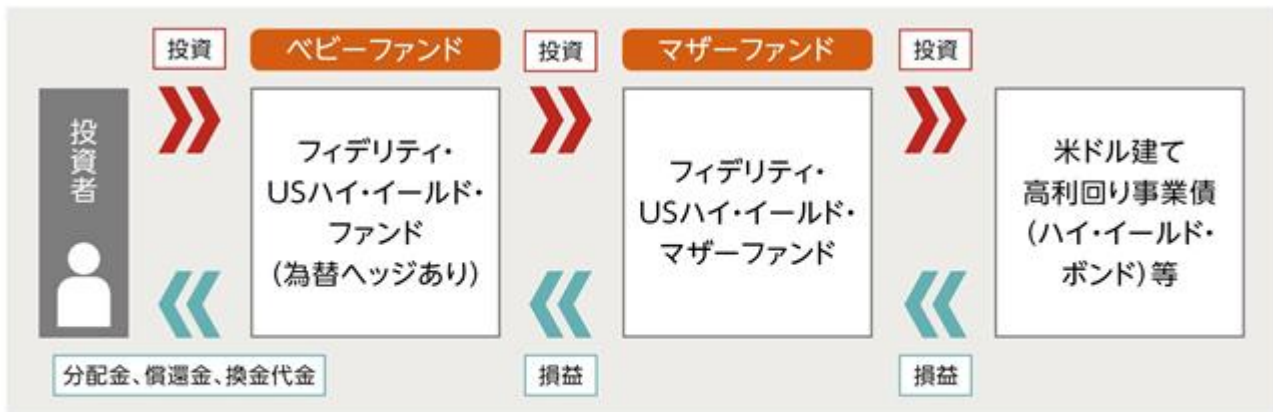 投資
ベビーファンド
投資
マザーファンド
投資
投資者
フィデリティ・
USハイ・イールド・
ファンド
(為替ヘッジあり)
フィデリティ・
USハイ・イールド・
マザーファンド
米ドル建て
高利回り事業債
(ハイ・イールド・
ボンド)等
分配金、償還金、換金代金
損益
損益